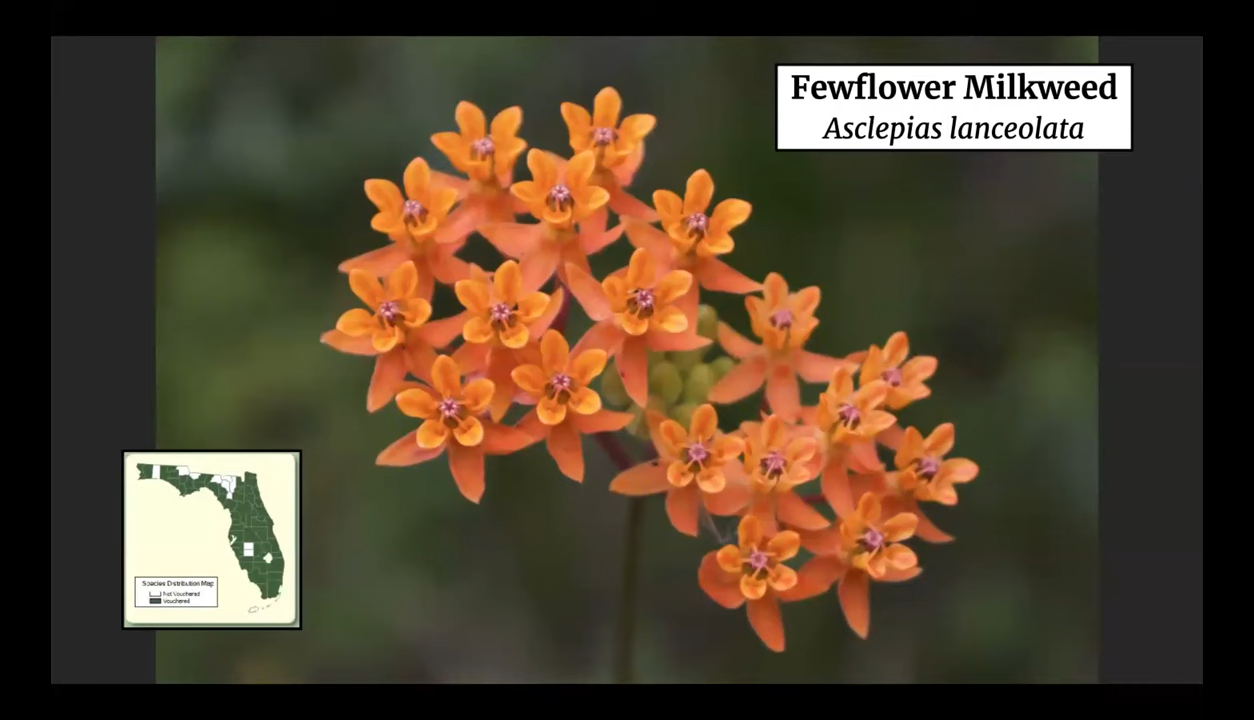 Fewflower Milkweed
Asclepias lanceolata
Species Distribution Map
Not Vouchered
Vouchered